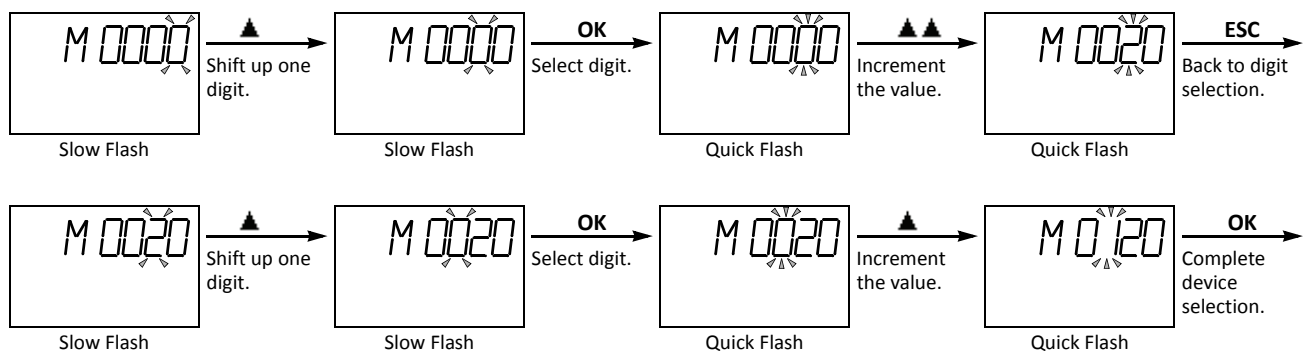 M 0000
▲
Shift up one
digit.
M 0000
OK
Select digit.
M 0000
▲▲
Increment
the value.
M 0020
ESC
Back to digit
selection.
Slow Flash
Slow Flash
Quick Flash
Quick Flash
M 0020
▲
Shift up one
digit.
M 0020
OK
Select digit.
M 0020
▲
Increment
the value.
M 0120
OK
Complete
device
selection.
Slow Flash
Slow Flash
Quick Flash
Quick Flash